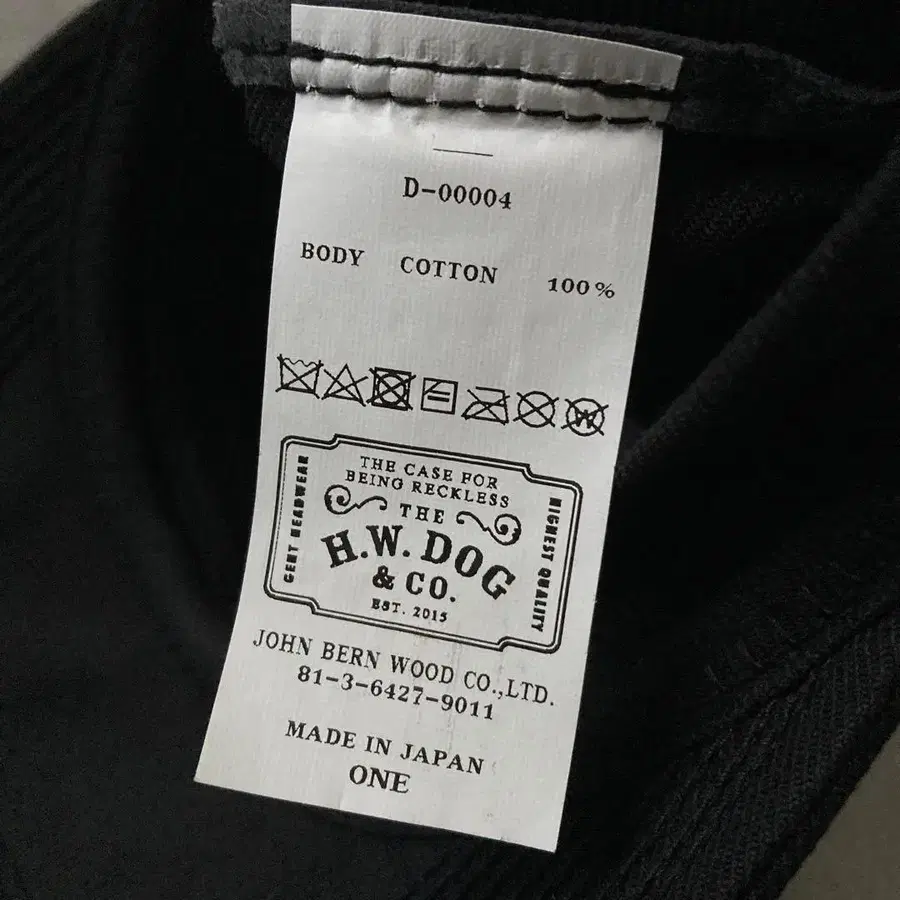 D-00004
BODY COTTON 100%
W
THE CASE FOR
BEING RECKLESS
THE
H.W. DOG
& CO.
EST. 2015
GENT HEADWEAR
HIGHEST QUALITY
JOHN BERN WOOD CO.,LTD.
81-3-6427-9011
MADE IN JAPAN
ONE